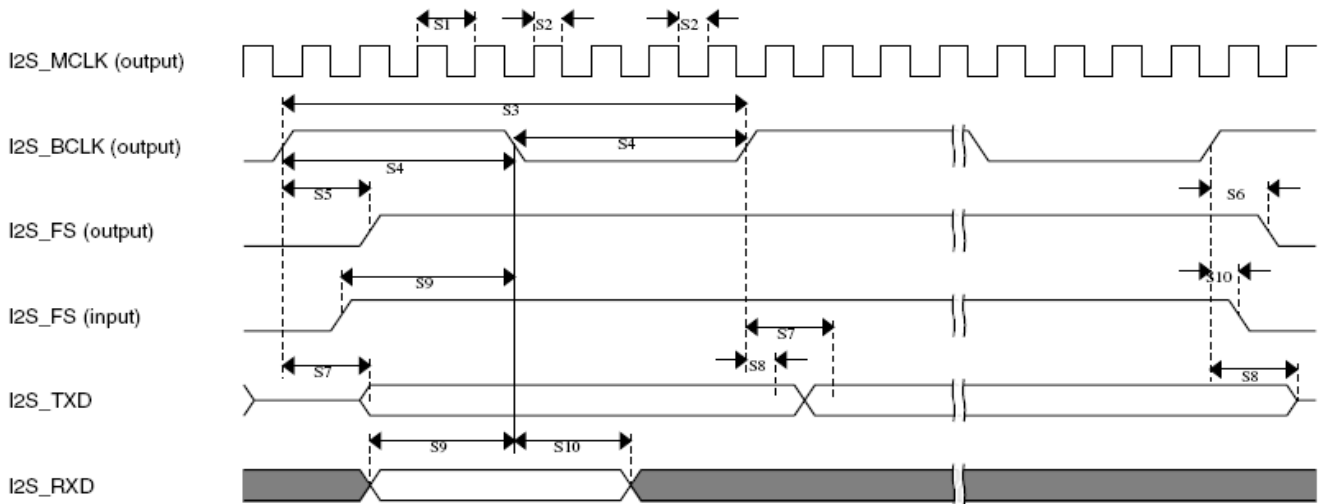 S1
S2
S2
I2S_MCLK (output)
S3
I2S_BCLK (output)
S4
S4
S5
S6
I2S_FS (output)
S9
S10
I2S_FS (input)
S7
S7
S8
S8
I2S_TXD
S9
S10
I2S_RXD